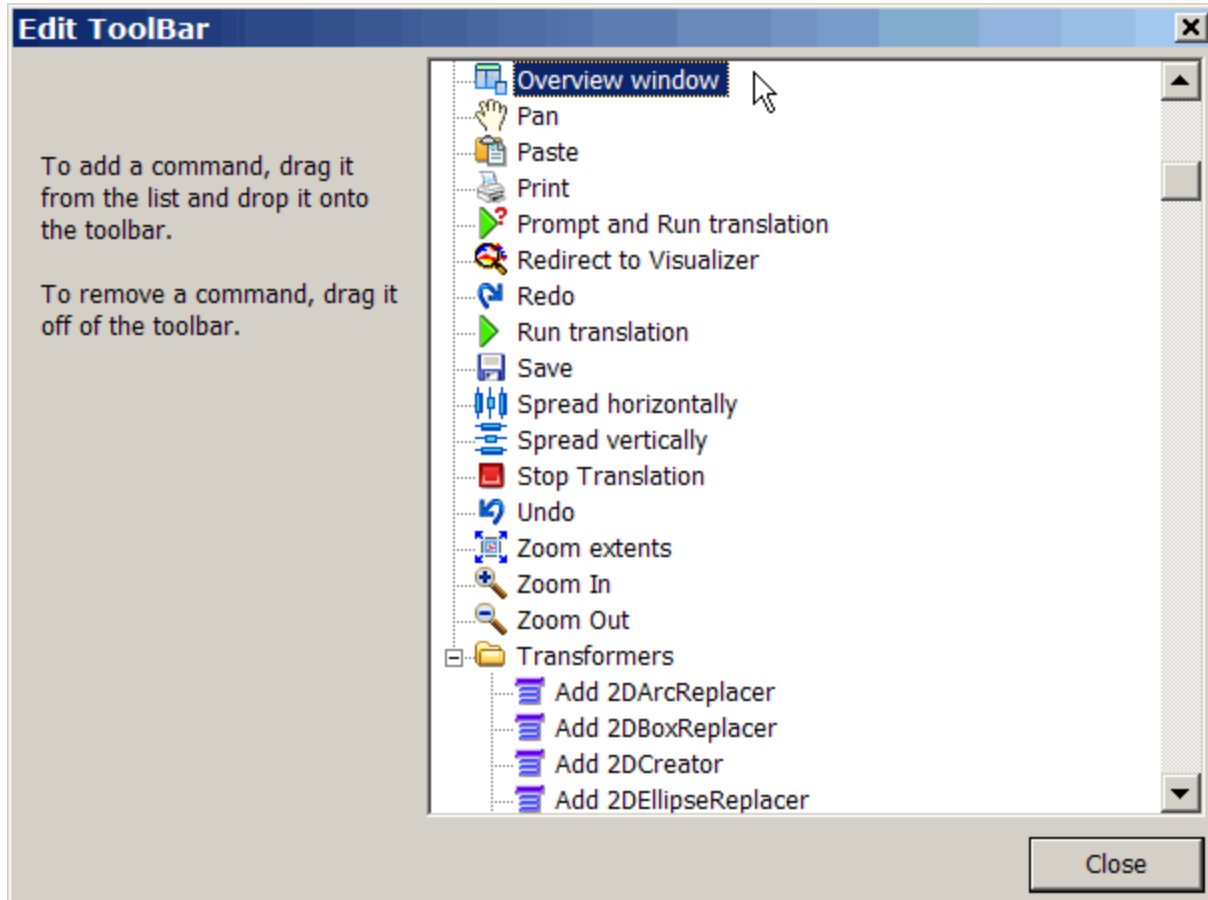 Edit ToolBar
To add a command, drag it
from the list and drop it onto
the toolbar.
To remove a command, drag it
off of the toolbar.
Overview window
Pan
Paste
Print
Prompt and Run translation
Redirect to Visualizer
Redo
Run translation
Save
Spread horizontally
Spread vertically
Stop Translation
Undo
Zoom extents
Zoom In
Zoom Out
Transformers
Add 2DArcReplacer
Add 2DBoxReplacer
Add 2DCreator
Add 2DEllipseReplacer
Close